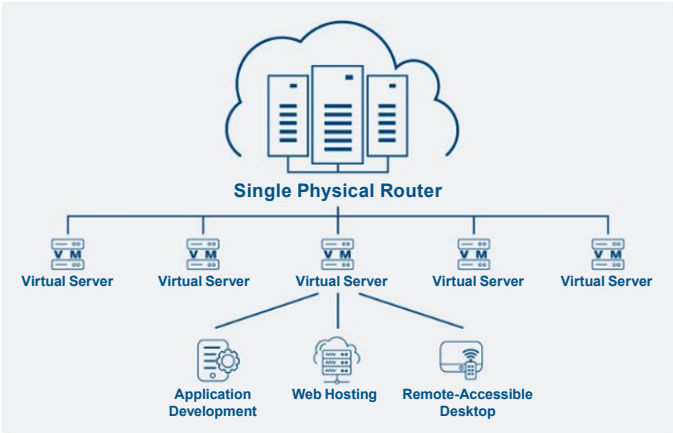 Single Physical Router
V M V M V M V M V M
Virtual Server Virtual Server Virtual Server Virtual Server Virtual Server
Application Web Hosting Remote-Accessible
Development Desktop